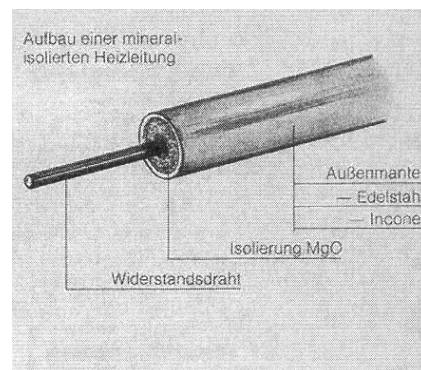 Aufbau einer mineral-
isolierten Heizleitung
Außenmante
— Edelstah
— Incone
Isolierung MgO
Widerstandsdraht